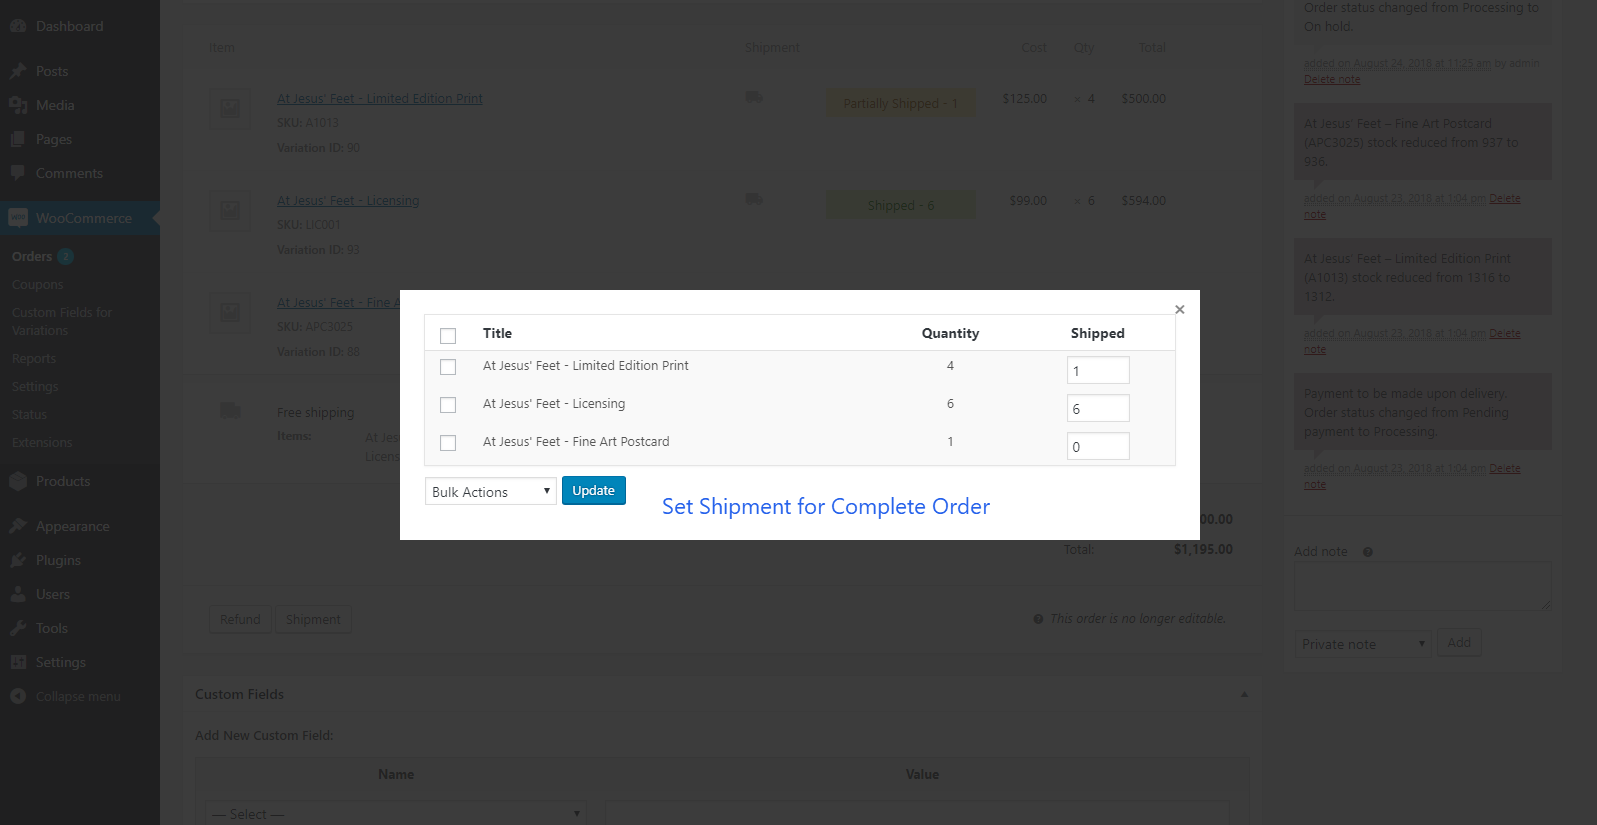 Dashboard
Posts
Media
Pages
Comments
WooCommerce
Orders 2
Coupons
Custom Fields for
Variations
Reports
Settings
Status
Extensions
Products
Appearance
Plugins
Users
Tools
Settings
Collapse menu
Item Shipment Cost Qty Total
At Jesus' Feet - Limited Edition Print Partially Shipped - 1 $125.00 × 4 $500.00
SKU: A1013
Variation ID: 90
At Jesus' Feet - Licensing Shipped - 6 $99.00 × 6 $594.00
SKU: LIC001
Variation ID: 93
At Jesus' Feet - Fine A
SKU: APC3025
Variation ID: 88
Free shipping
Items: At Je
Licens
×
Title Quantity Shipped
At Jesus' Feet - Limited Edition Print 4 1
At Jesus' Feet - Licensing 6 6
At Jesus' Feet - Fine Art Postcard 1 0
Bulk Actions Update
Set Shipment for Complete Order
00.00
Total: $1,195.00
Refund Shipment This order is no longer editable.
Custom Fields
Add New Custom Field:
Name Value
— Select —
Order status changed from Processing to
On hold.
added on August 24, 2018 at 11:25 am by admin
Delete note
At Jesus' Feet – Fine Art Postcard
(APC3025) stock reduced from 937 to
936.
added on August 23, 2018 at 1:04 pm Delete
note
At Jesus' Feet – Limited Edition Print
(A1013) stock reduced from 1316 to
1312.
added on August 23, 2018 at 1:04 pm Delete
note
Payment to be made upon delivery.
Order status changed from Pending
payment to Processing.
added on August 23, 2018 at 1:04 pm Delete
note
Add note
Private note Add